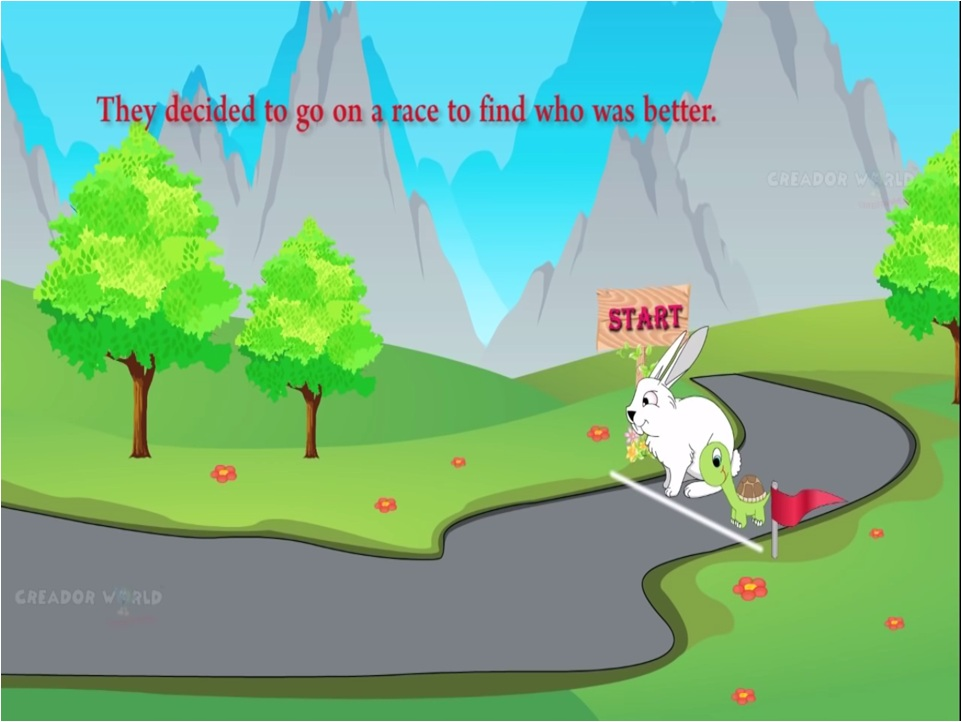 They decided to go on a race to find who was better.
CREADOR WORLD
START
CREADOR WORLD